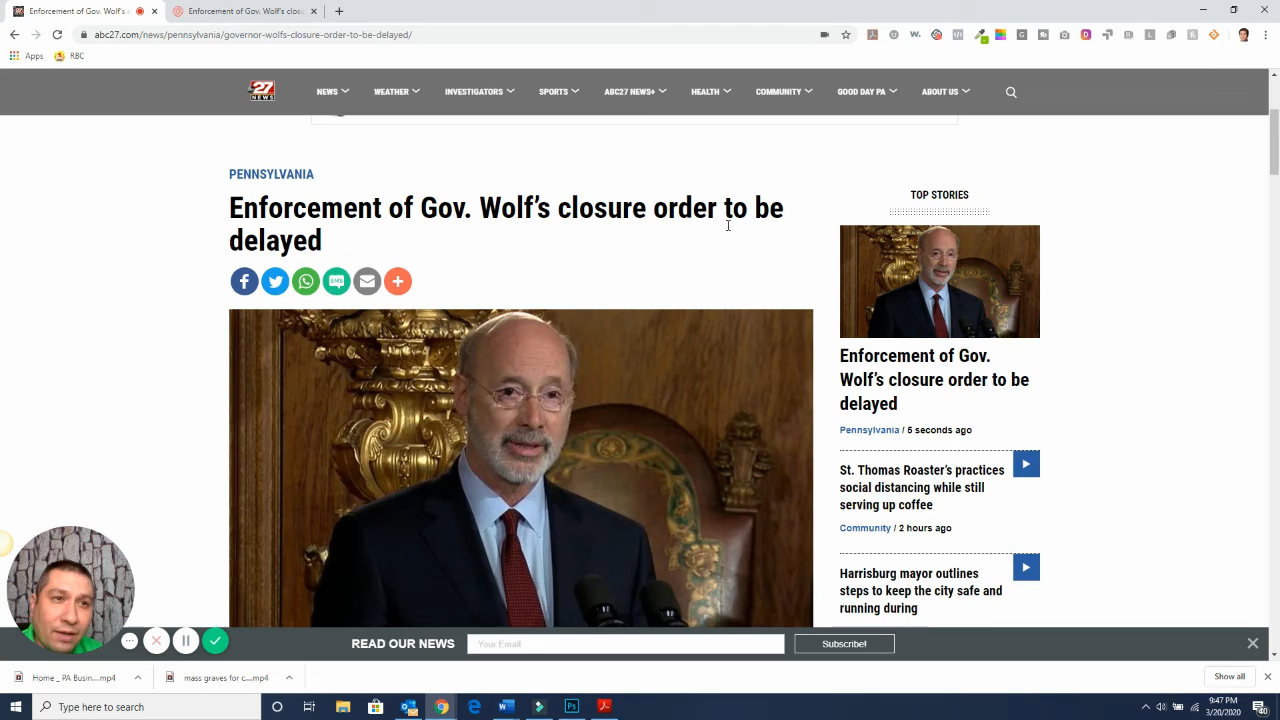 Enforcement of Gov. Wolf's c
Enforcement of Gov. Wolf's clos
abc27.com/news/pennsylvania/governor-wolfs-closure-order-to-be-delayed/
Apps
RBC
27
NEWS
NEWS
WEATHER
INVESTIGATORS
SPORTS
ABC27 NEWS+
HEALTH
COMMUNITY
GOOD DAY PA
ABOUT US
PENNSYLVANIA
Enforcement of Gov. Wolf's closure order to be
delayed
SMS
TOP STORIES
Enforcement of Gov.
Wolf's closure order to be
delayed
Pennsylvania / 5 seconds ago
St. Thomas Roaster's practices
social distancing while still
serving up coffee
Community / 2 hours ago
Harrisburg mayor outlines
steps to keep the city safe and
running during
READ OUR NEWS
Your Email
Subscribe!
Home _ PA Busin....mp4
mass graves for c....mp4
Show all
Type here to search
9:47 PM
3/20/2020